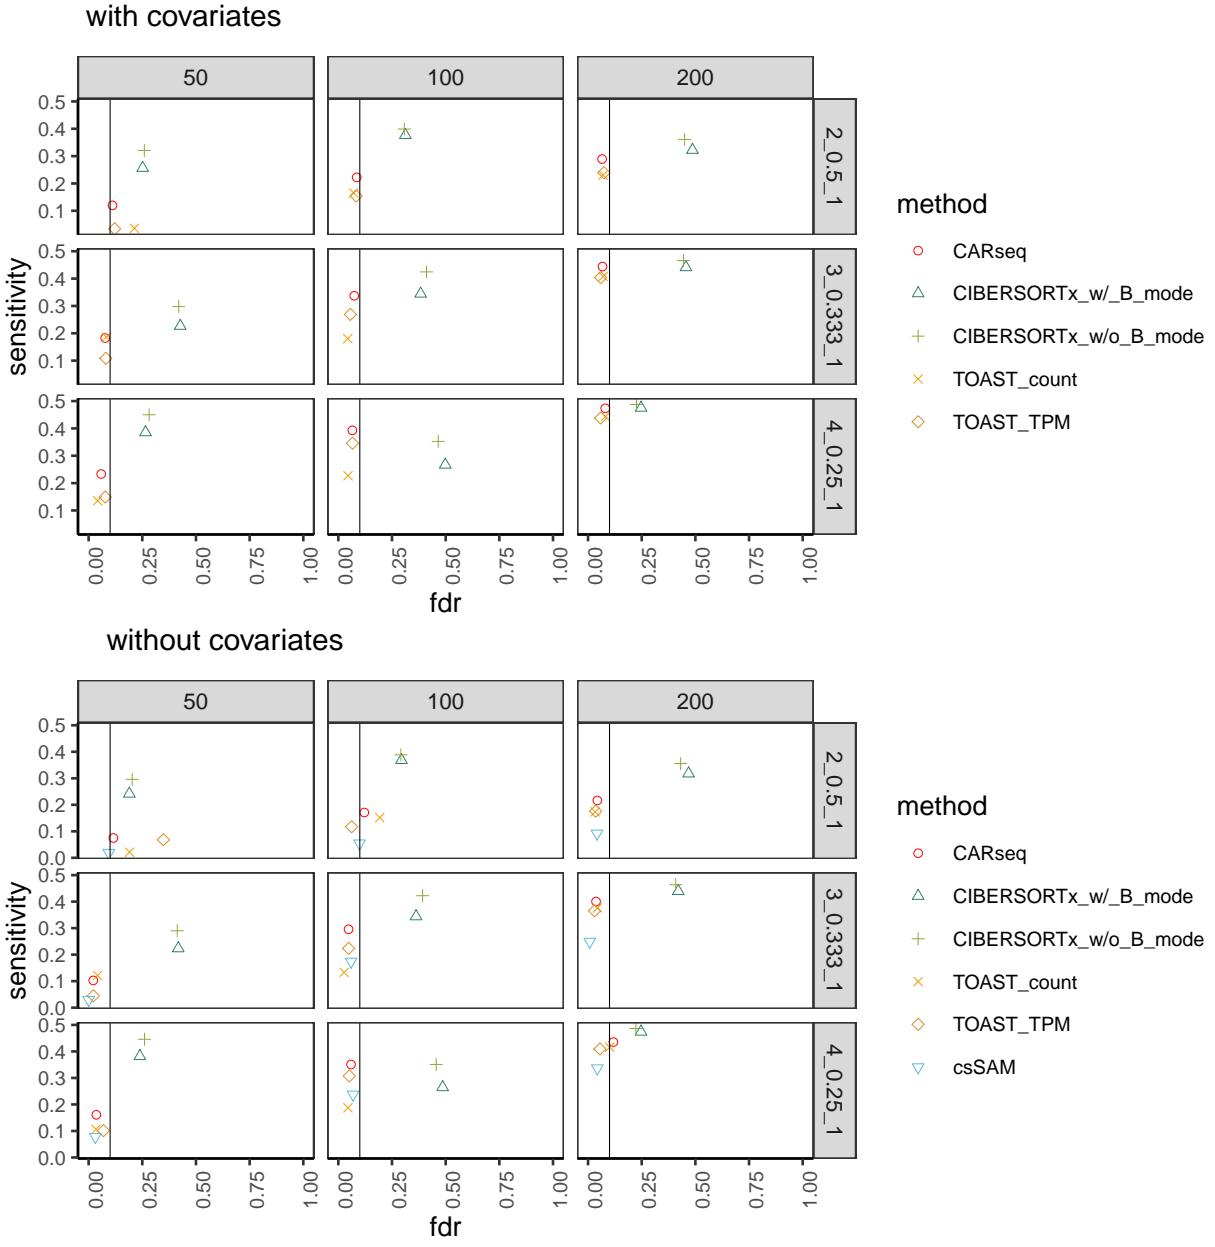 with covariates
50 100 200
0.5
0.4
0.3
0.2
0.1
2_0.5_1
0.5
0.4
0.3
0.2
0.1
3_0.333_1
0.5
0.4
0.3
0.2
0.1
4_0.25_1
sensitivity
0.00 0.25 0.50 0.75 1.00 0.00 0.25 0.50 0.75 1.00 0.00 0.25 0.50 0.75 1.00
fdr
method
CARseq
CIBERSORTx_w/_B_mode
CIBERSORTx_w/o_B_mode
TOAST_count
TOAST_TPM
without covariates
50 100 200
0.5
0.4
0.3
0.2
0.1
0.0
2_0.5_1
0.5
0.4
0.3
0.2
0.1
0.0
3_0.333_1
0.5
0.4
0.3
0.2
0.1
0.0
4_0.25_1
sensitivity
0.00 0.25 0.50 0.75 1.00 0.00 0.25 0.50 0.75 1.00 0.00 0.25 0.50 0.75 1.00
fdr
method
CARseq
CIBERSORTx_w/_B_mode
CIBERSORTx_w/o_B_mode
TOAST_count
TOAST_TPM
csSAM